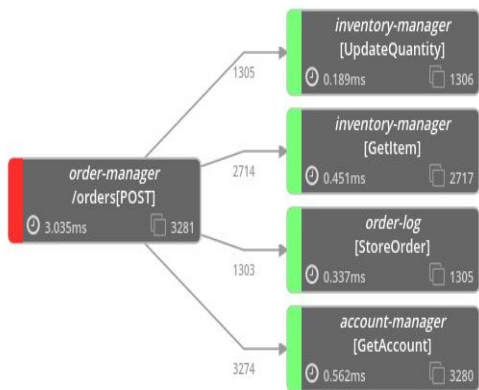 inventory-manager
[UpdateQuantity]
0.189ms 1306
1305
inventory-manager
[GetItem]
0.451ms 2717
2714
order-manager
/orders[POST]
3.035ms 3281
order-log
[StoreOrder]
0.337ms 1305
1303
account-manager
[GetAccount]
0.562ms 3280
3274